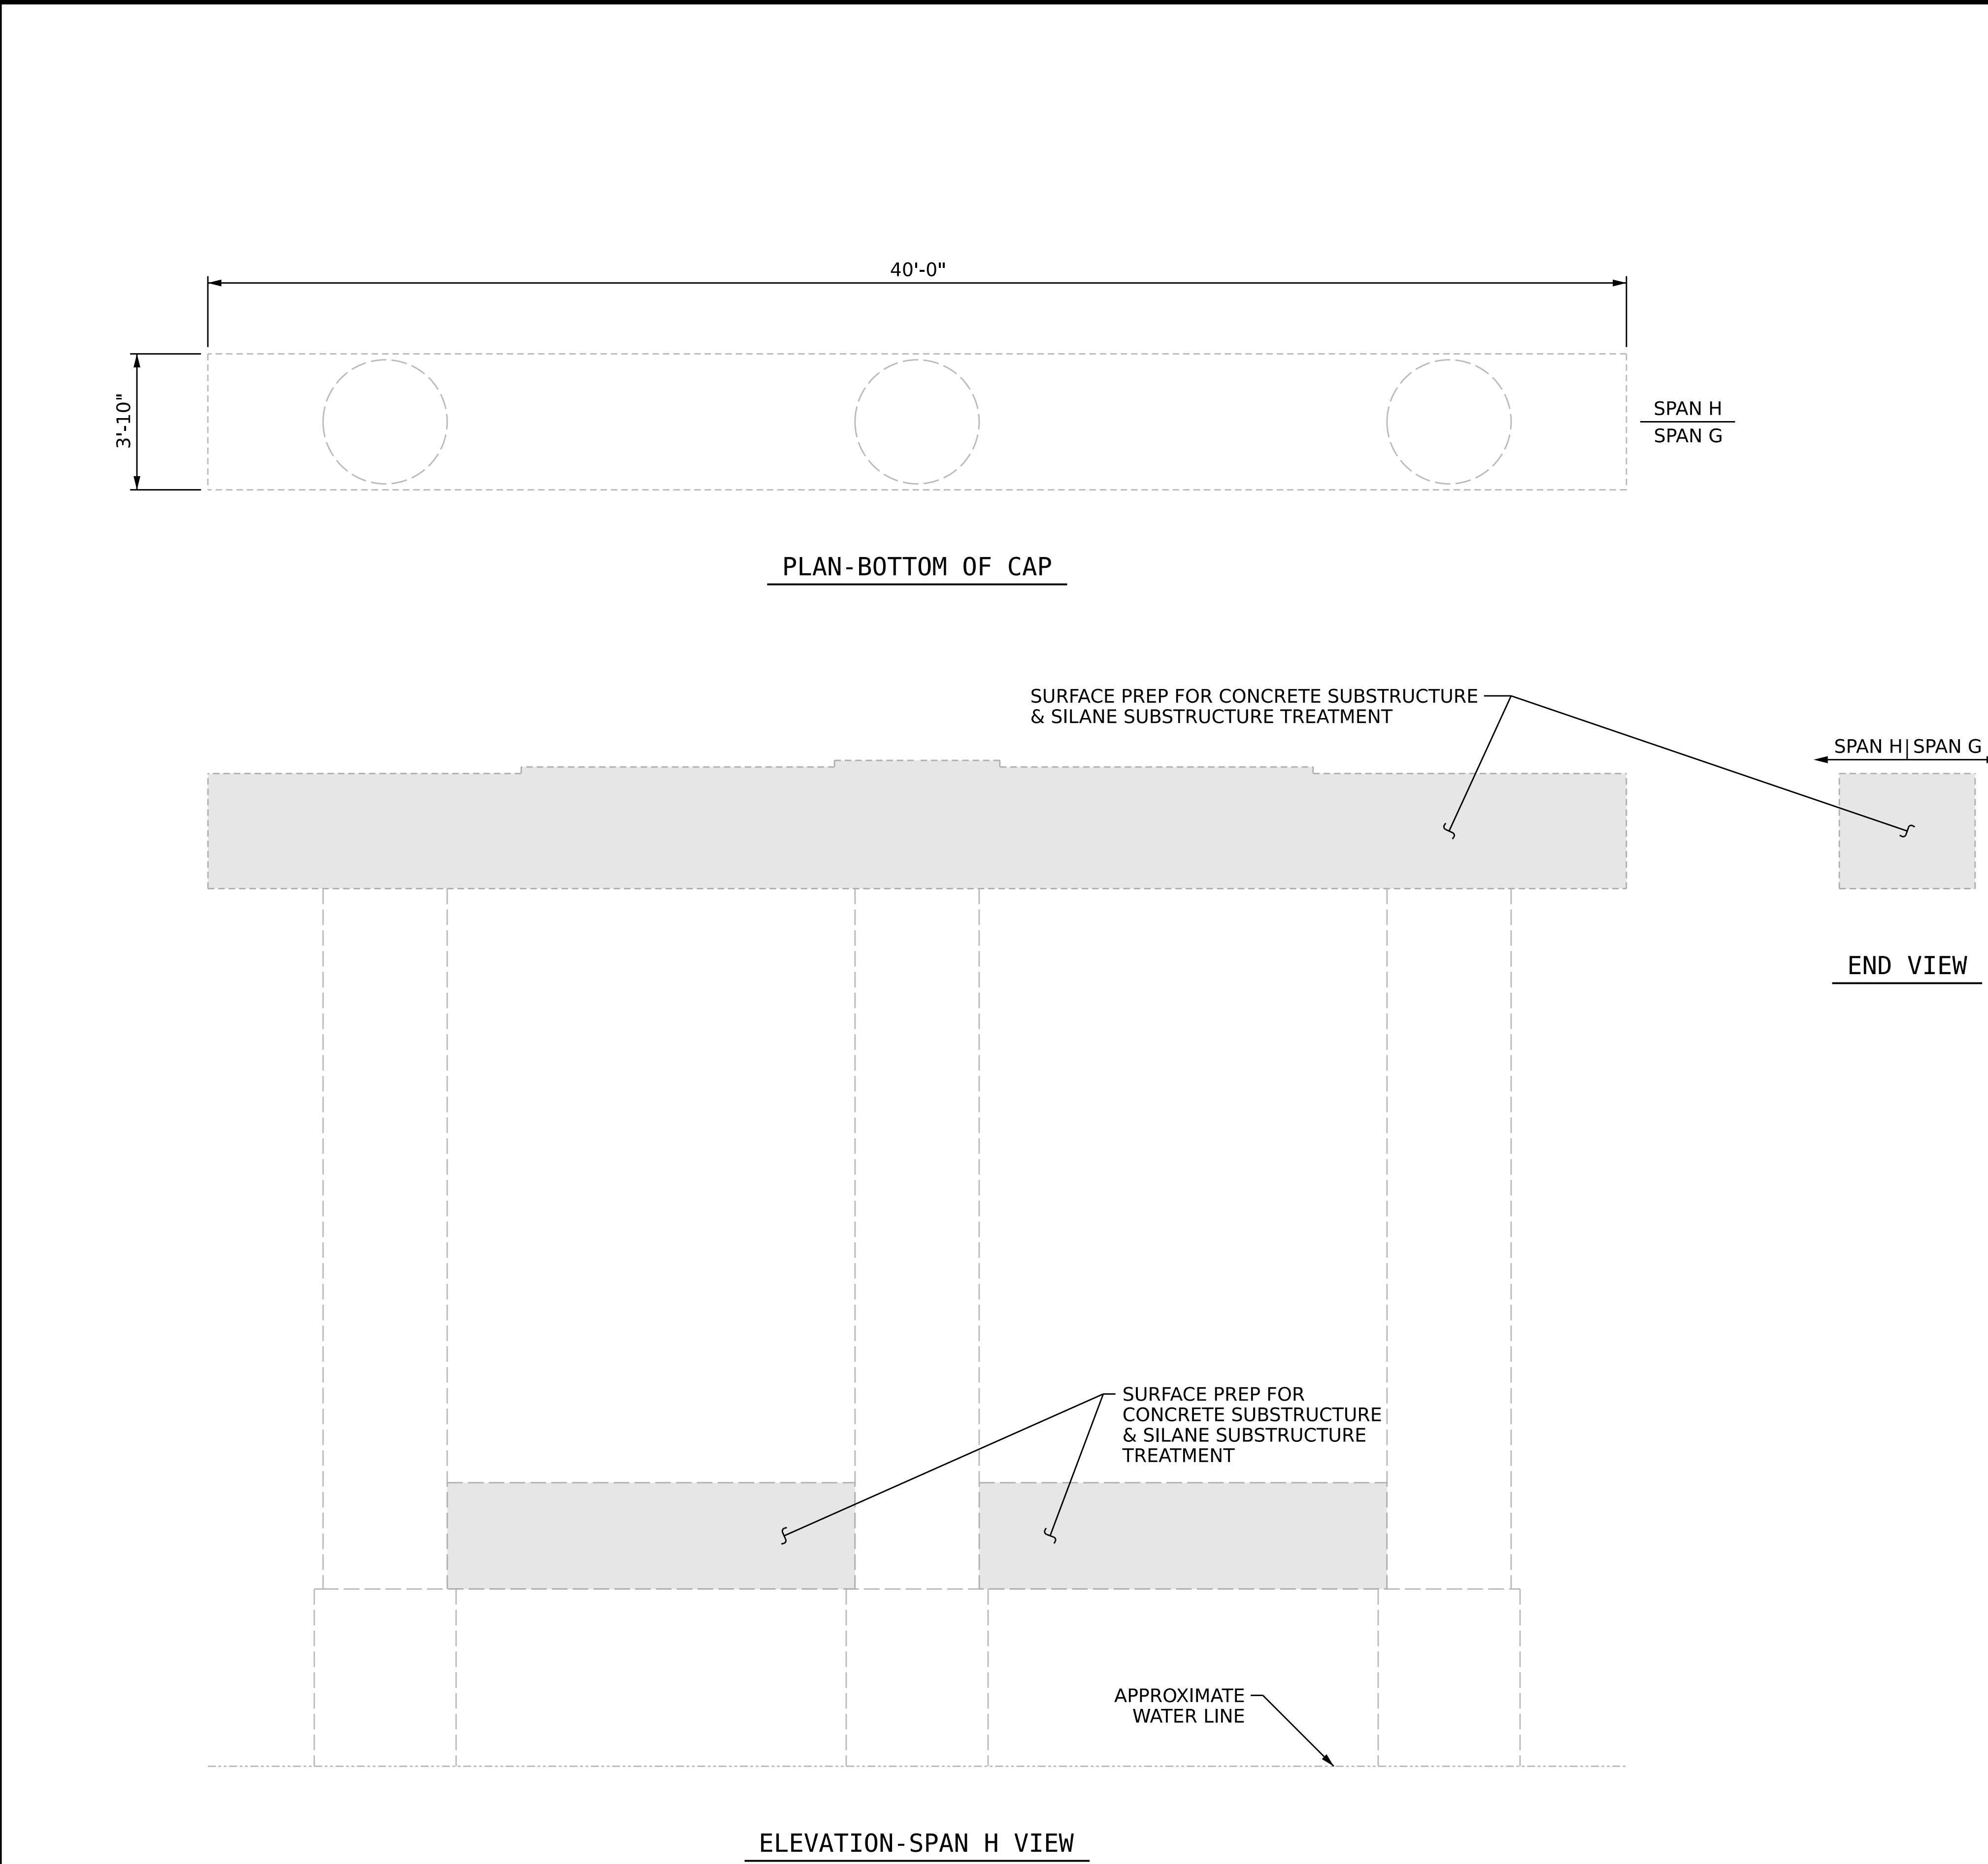 40'-0"
3'-10"
SPAN H
SPAN G
PLAN-BOTTOM OF CAP
SURFACE PREP FOR CONCRETE SUBSTRUCTURE
& SILANE SUBSTRUCTURE TREATMENT
SPAN H SPAN G
END VIEW
SURFACE PREP FOR
CONCRETE SUBSTRUCTURE
& SILANE SUBSTRUCTURE
TREATMENT
APPROXIMATE
WATER LINE
ELEVATION-SPAN H VIEW